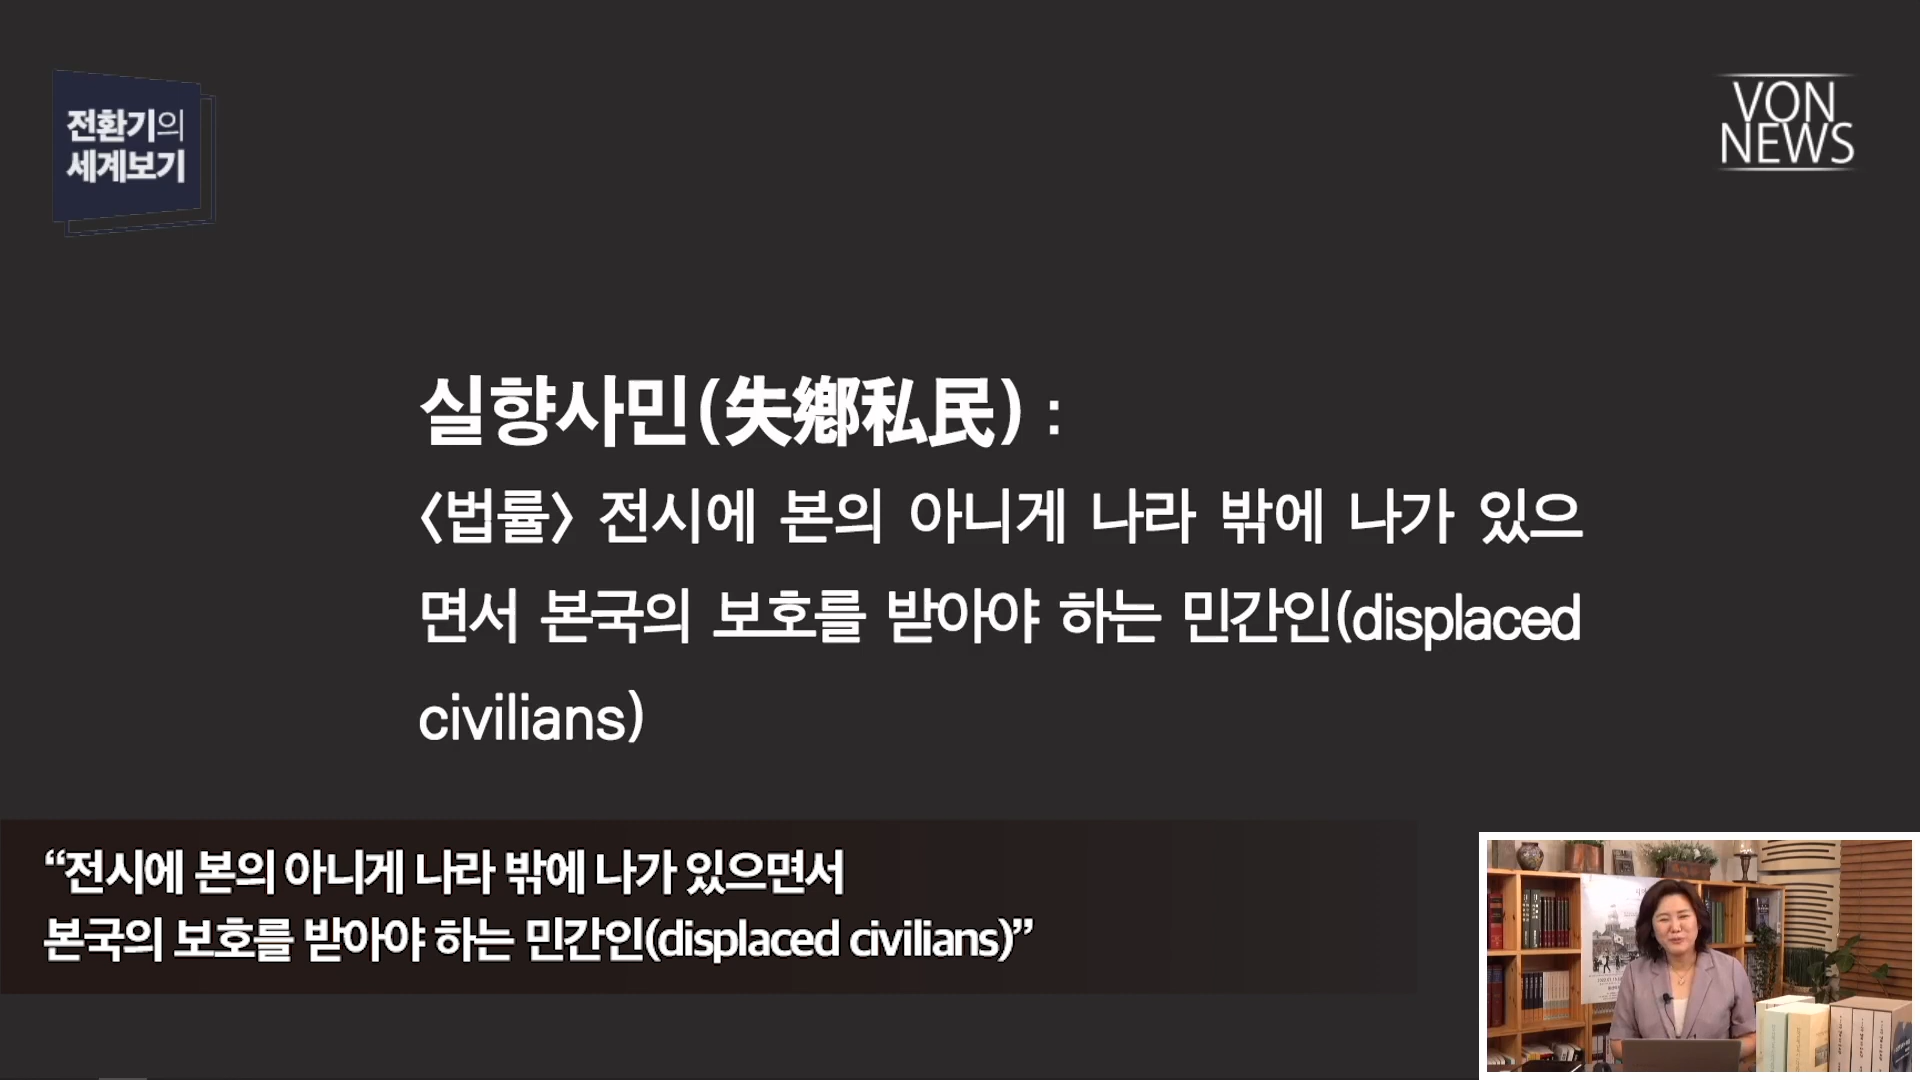 전환기의
세계보기
VON
NEWS
실향사민(失鄕私民) :
<법률> 전시에 본의 아니게 나라 밖에 나가 있으
면서 본국의 보호를 받아야 하는 민간인(displaced
civilians)
“전시에 본의 아니게 나라 밖에 나가 있으면서
본국의 보호를 받아야 하는 민간인(displaced civilians)”